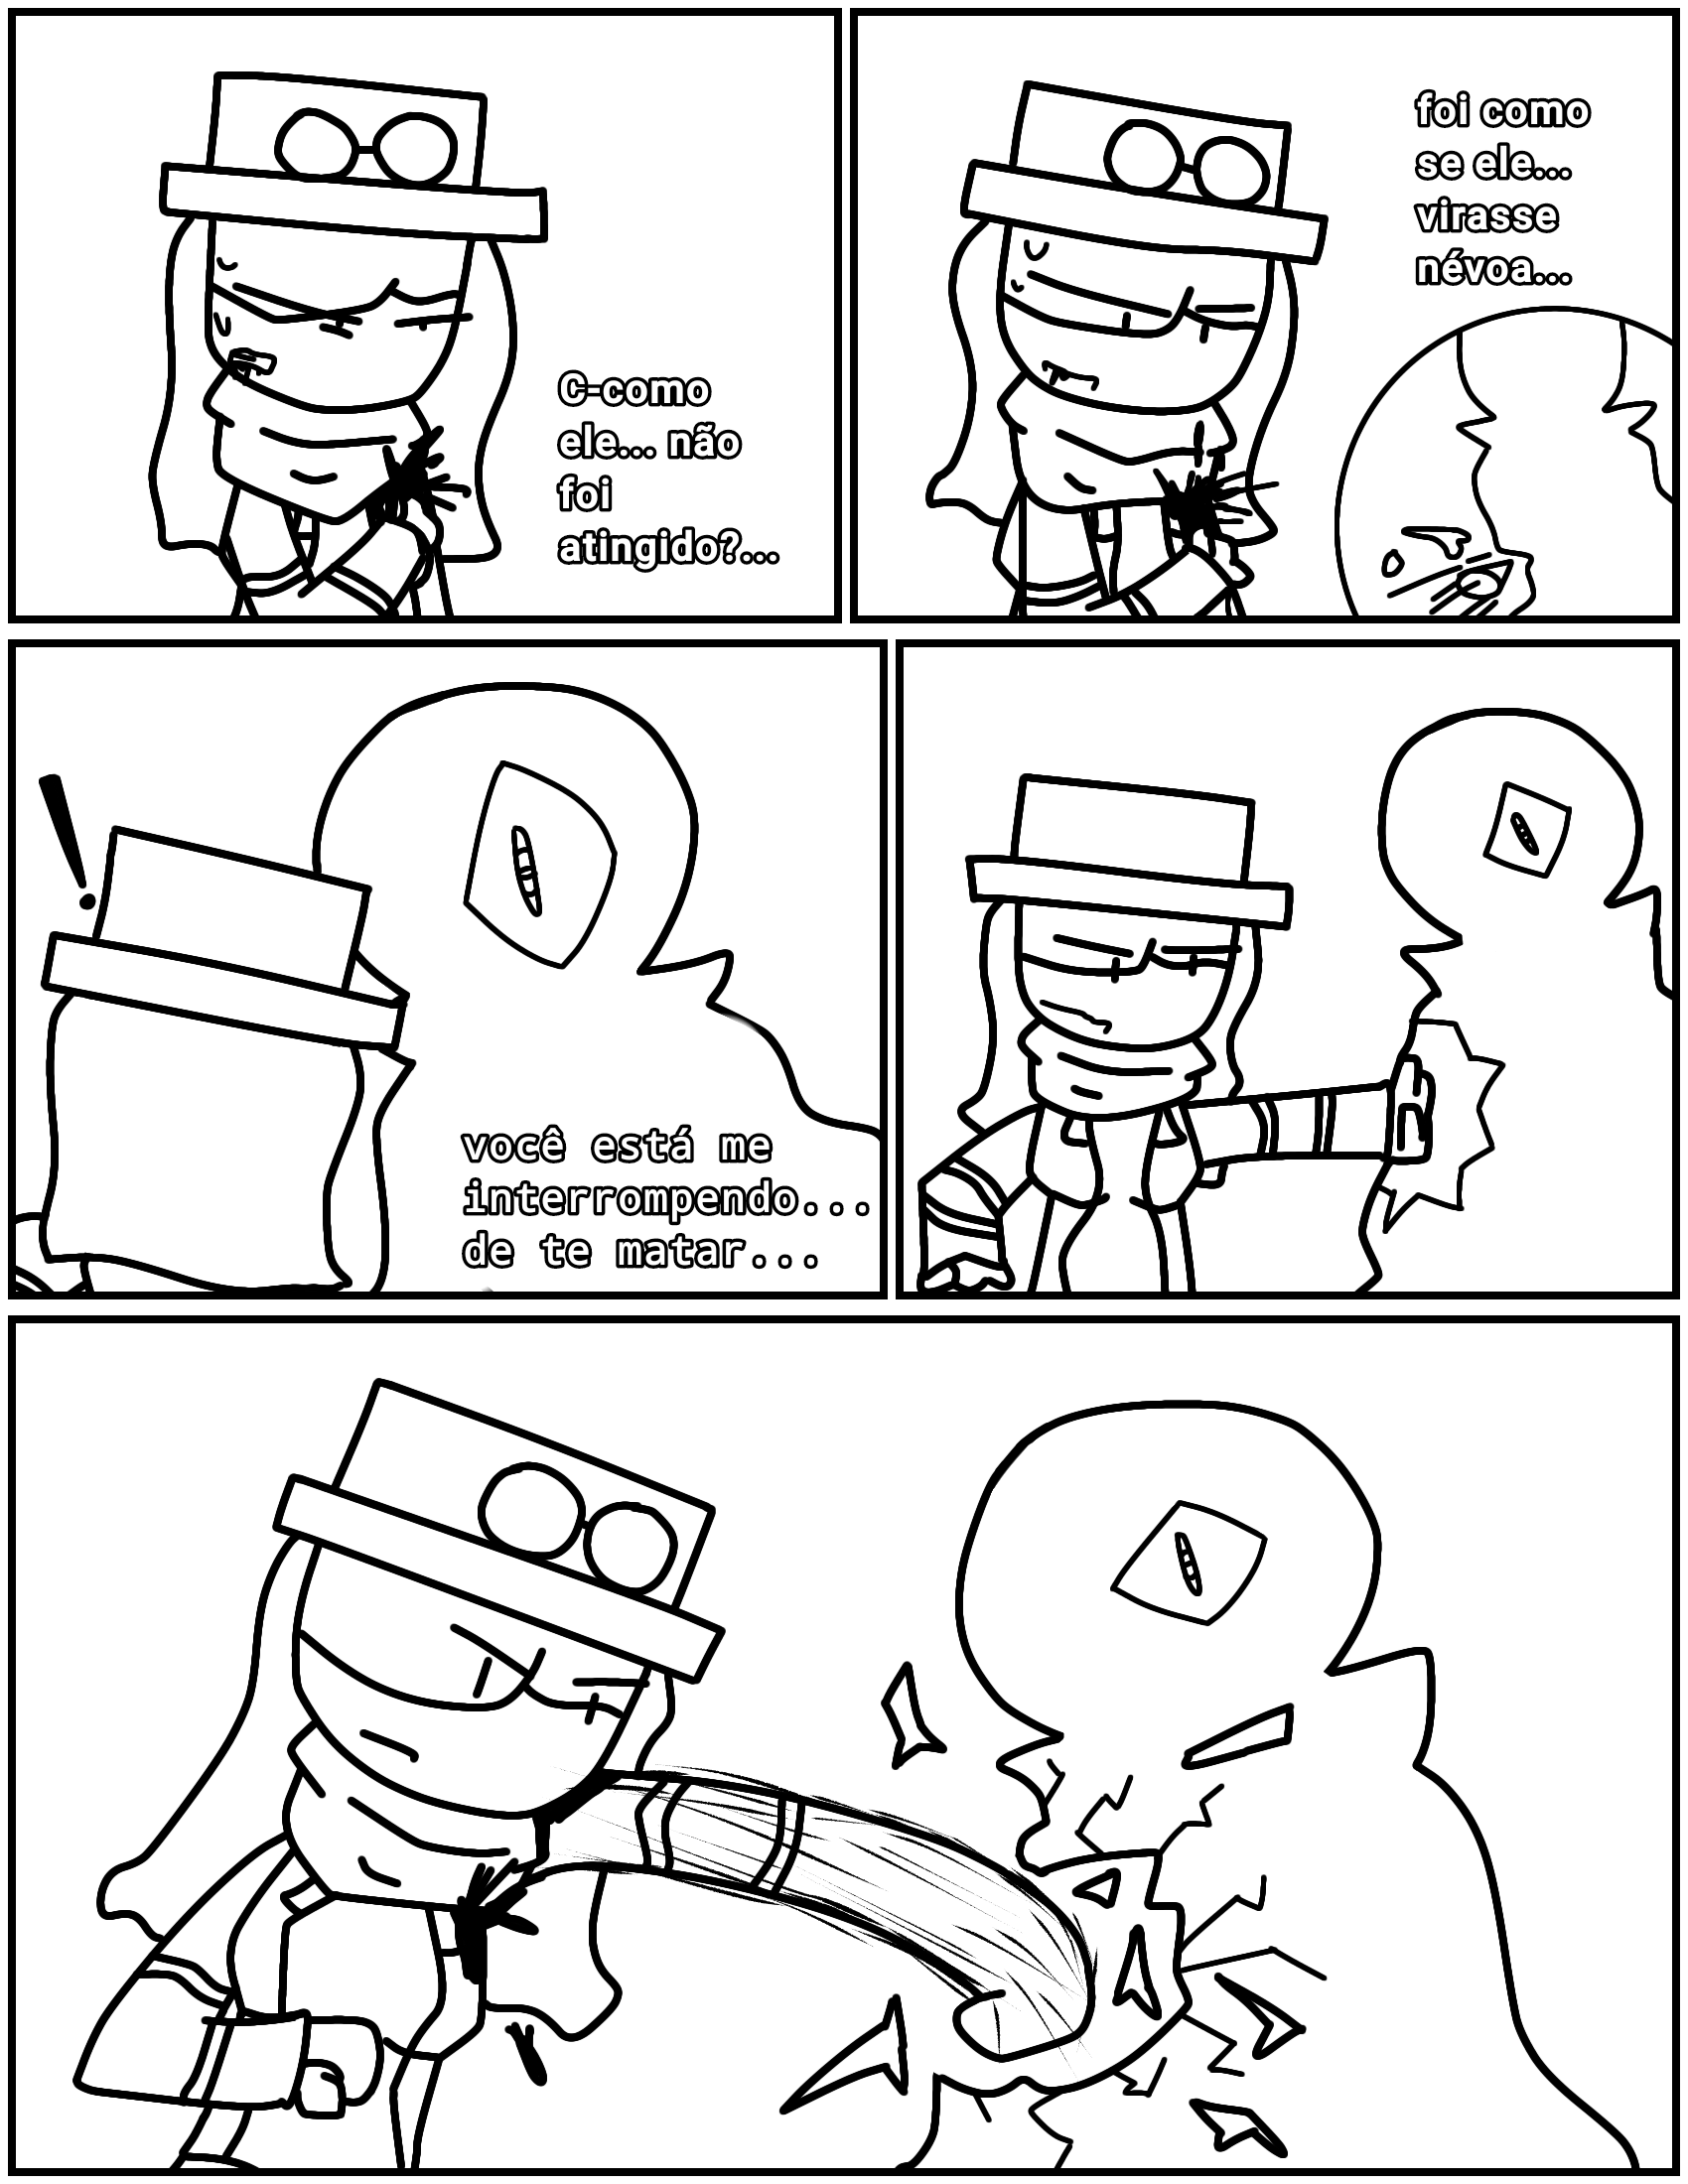 C-como
ele... não
foi
atingido?...
foi como
se ele...
virasse
névoa...
!
você está me
interrompendo...
de te matar...